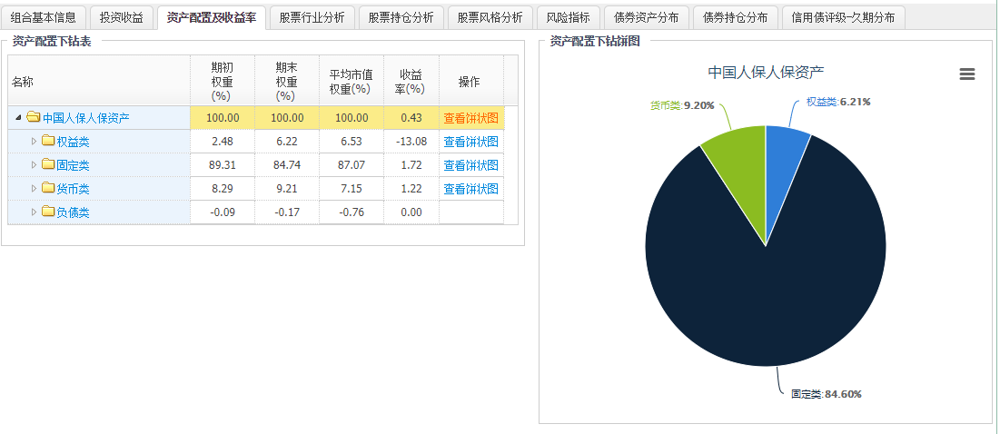 组合基本信息 投资收益 资产配置及收益率 股票行业分析 股票持仓分析 股票风格分析 风险指标 债券资产分布 债券持仓分布 信用债评级-久期分布
资产配置下钻表
名称 期初权重(%) 期末权重(%) 平均市值权重(%) 收益率(%) 操作
中国人保人保资产 100.00 100.00 100.00 0.43 查看饼状图
权益类 2.48 6.22 6.53 -13.08 查看饼状图
固定类 89.31 84.74 87.07 1.72 查看饼状图
货币类 8.29 9.21 7.15 1.22 查看饼状图
负债类 -0.09 -0.17 -0.76 0.00
资产配置下钻饼图
中国人保人保资产
货币类:9.20%
权益类:6.21%
固定类:84.60%